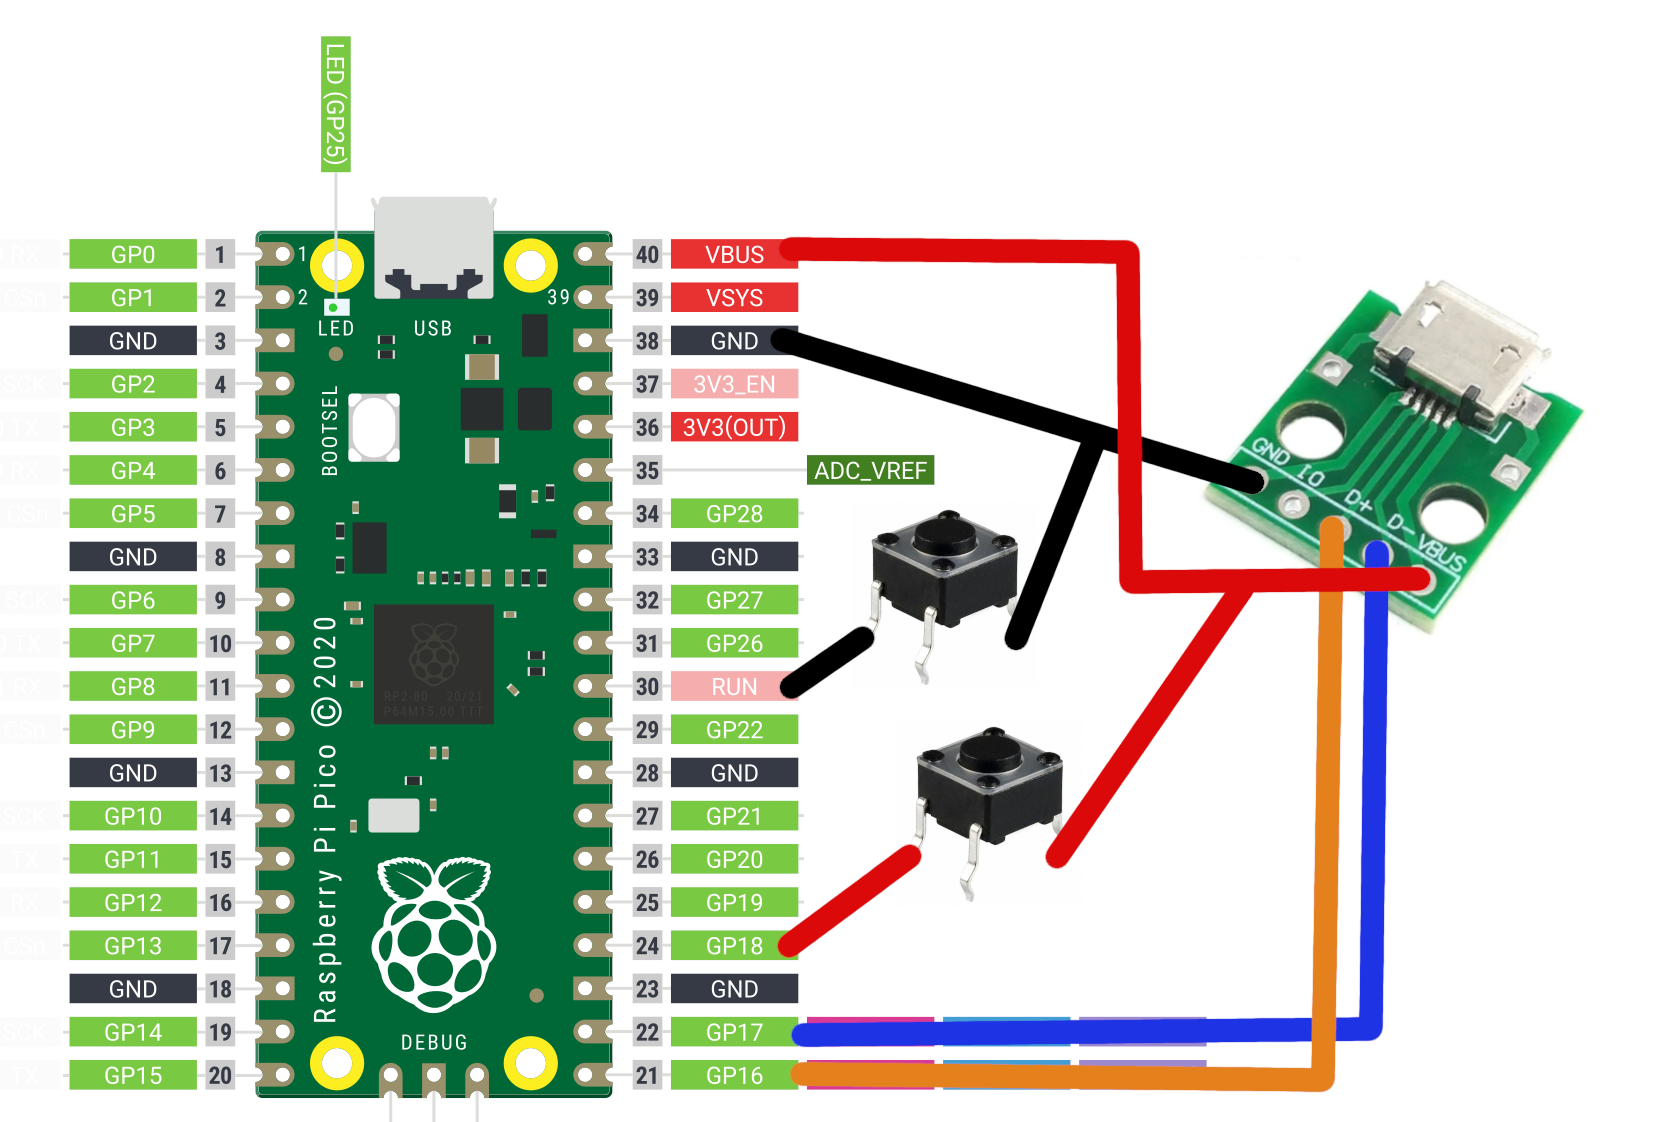 LED (GP25)
GP0 1 1 40 VBUS
GP1 2 2 39 39 VSYS
LED USB
GND 3 38 GND
GP2 4 37 3V3_EN
GP3 5 36 3V3(OUT)
BOOTSEL
GP4 6 35 ADC_VREF
GP5 7 34 GP28
GND 8 33 GND
GP6 9 32 GP27
GP7 10 31 GP26
GP8 11 30 RUN
GP9 12 29 GP22
GND 13 28 GND
GP10 14 27 GP21
GP11 15 26 GP20
GP12 16 25 GP19
GP13 17 24 GP18
GND 18 23 GND
GP14 19 22 GP17
GP15 20 21 GP16
Raspberry Pi Pico ©2020
DEBUG
RP2-B0 20/21
P64M15.00 TTT
GND IO D+ D- VBUS